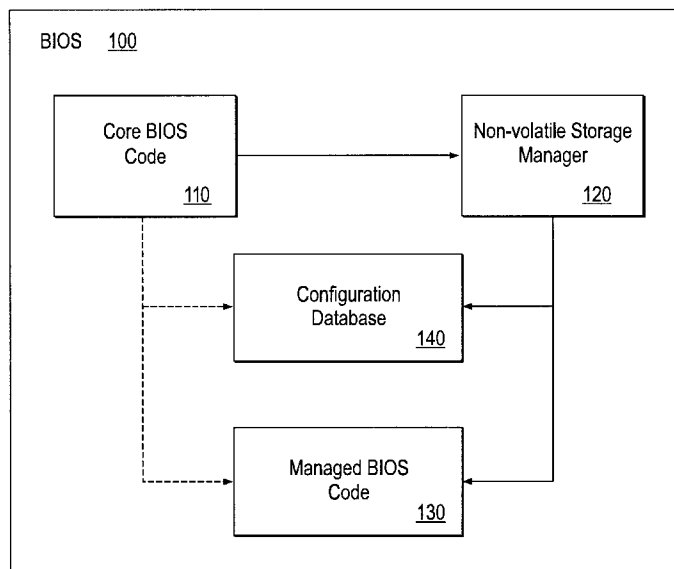 BIOS 100
Core BIOS
Code
110
Non-volatile Storage
Manager
120
Configuration
Database
140
Managed BIOS
Code
130